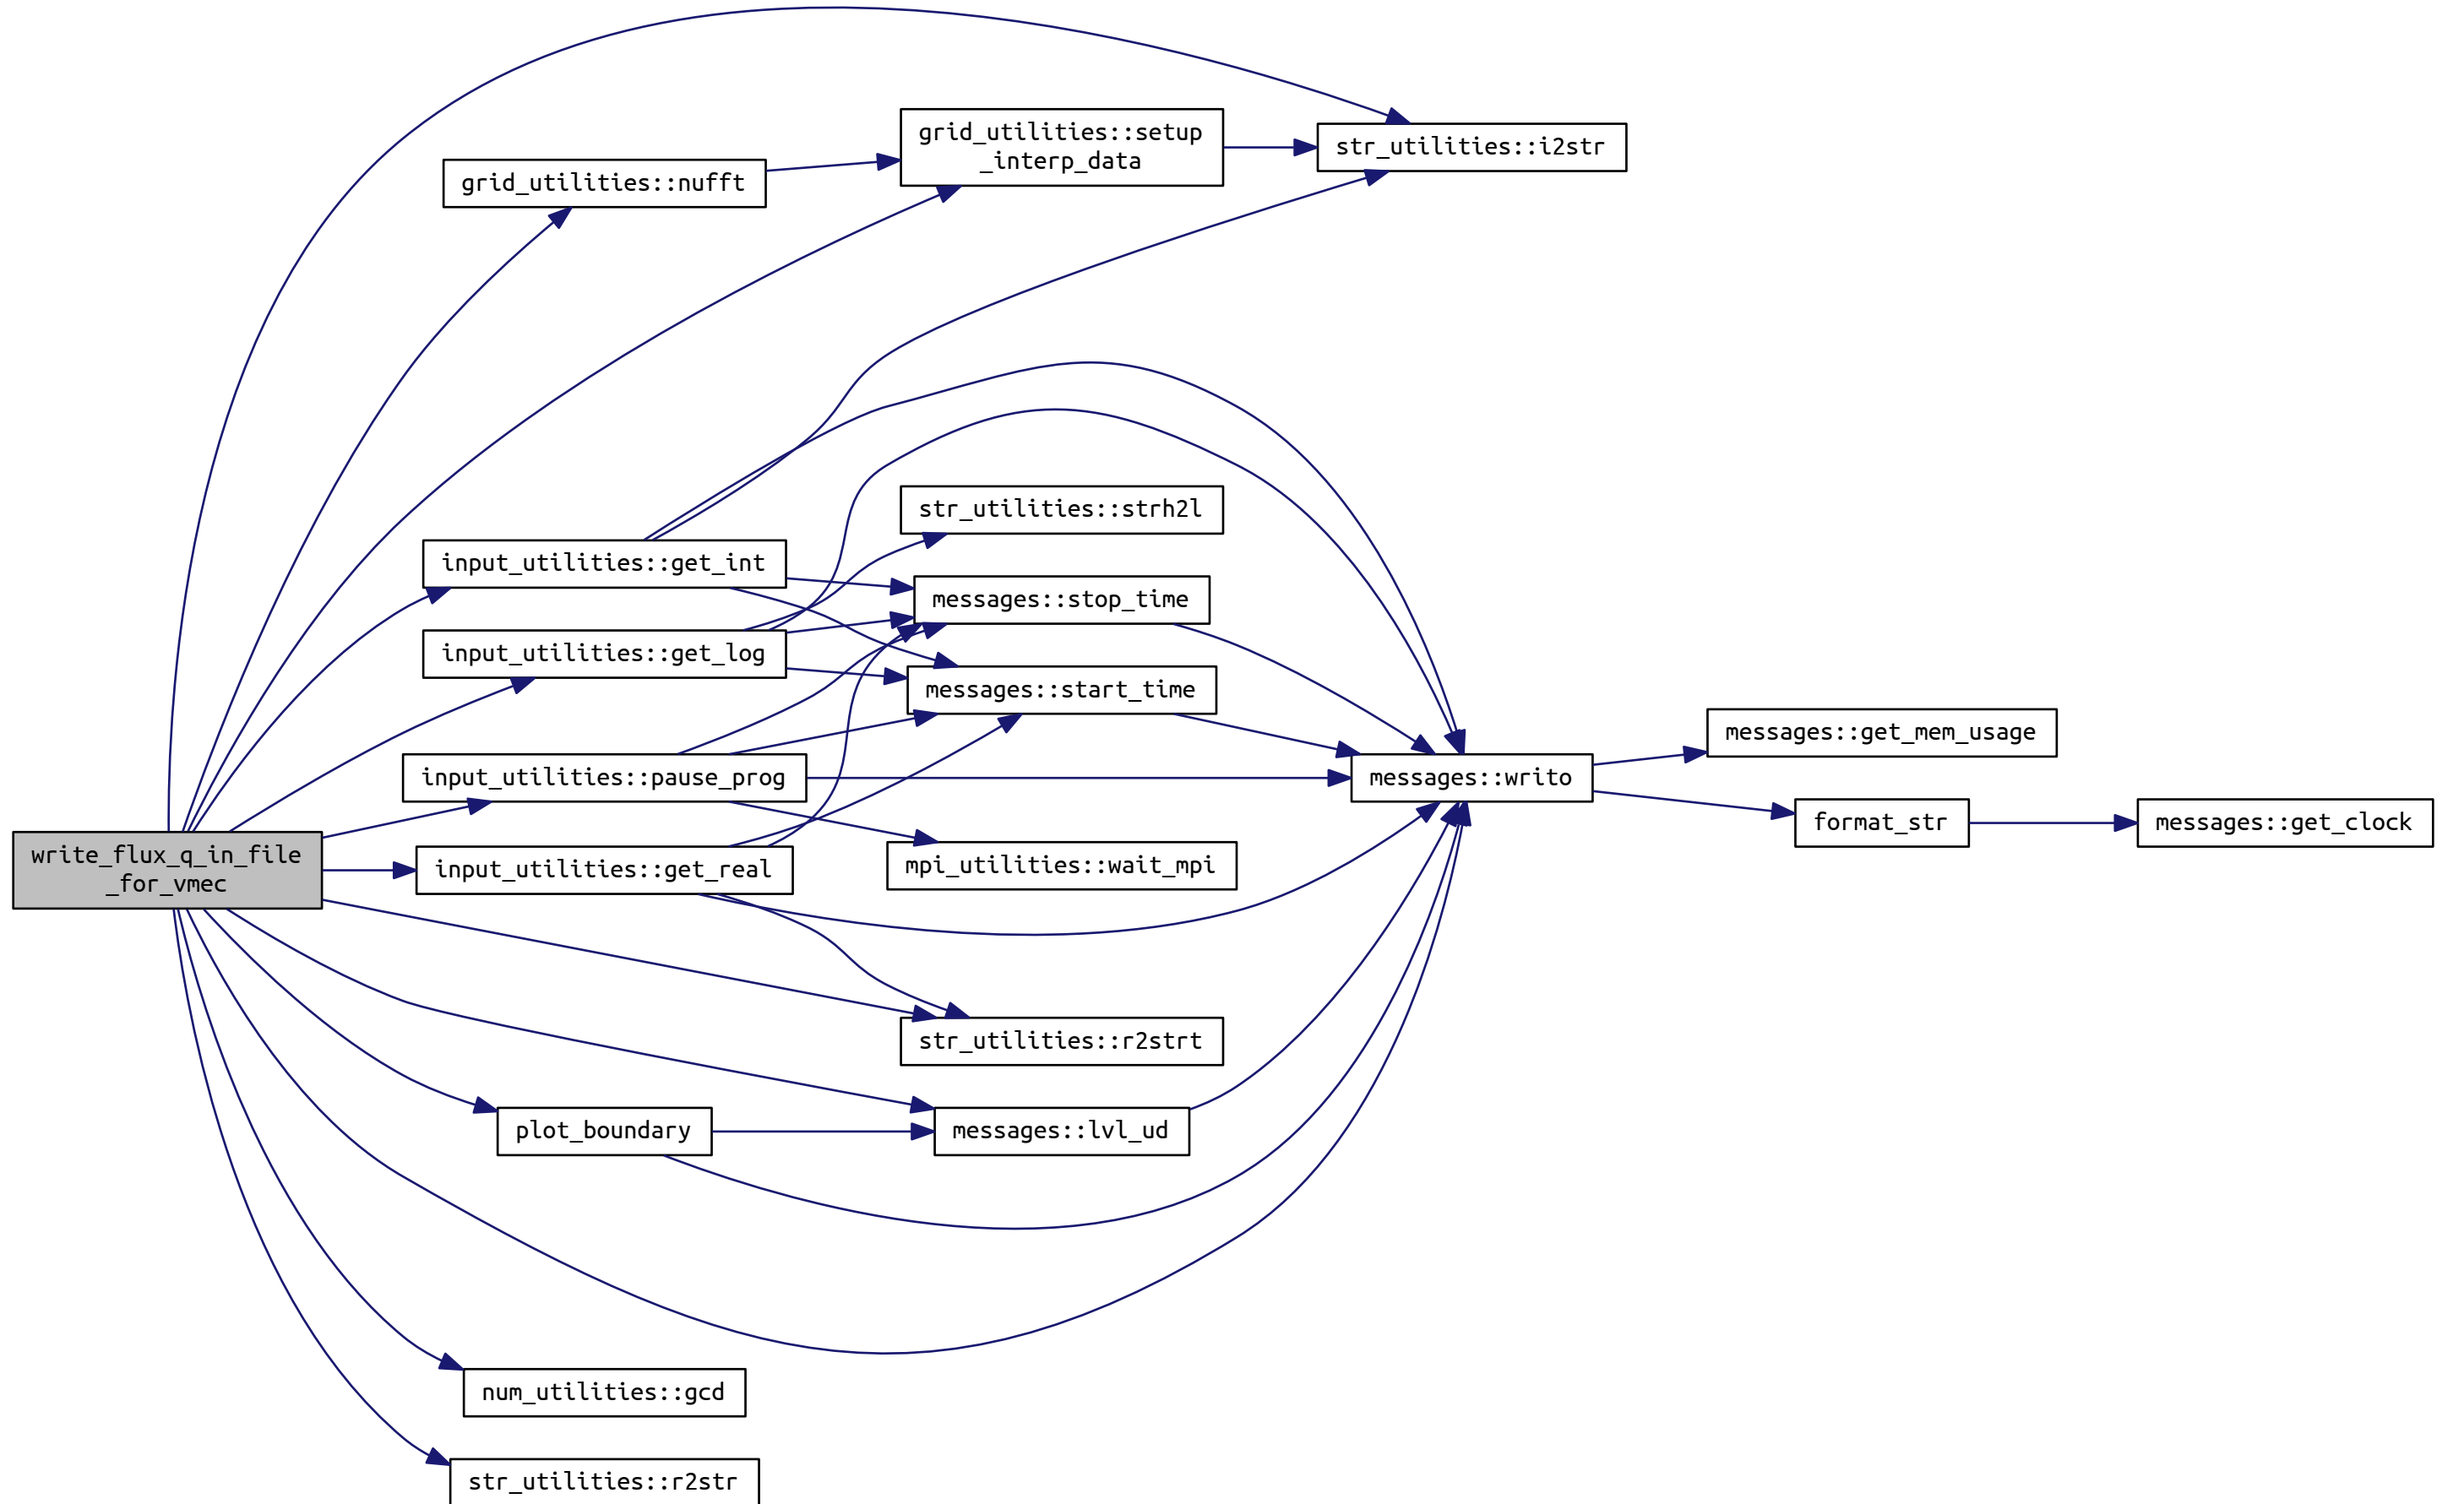 grid_utilities::setup
_interp_data
str_utilities::i2str
grid_utilities::nufft
str_utilities::strh2l
input_utilities::get_int
messages::stop_time
input_utilities::get_log
messages::start_time
messages::get_mem_usage
input_utilities::pause_prog
messages::writo
format_str
messages::get_clock
write_flux_q_in_file
_for_vmec
input_utilities::get_real
mpi_utilities::wait_mpi
str_utilities::r2strt
plot_boundary
messages::lvl_ud
num_utilities::gcd
str_utilities::r2str